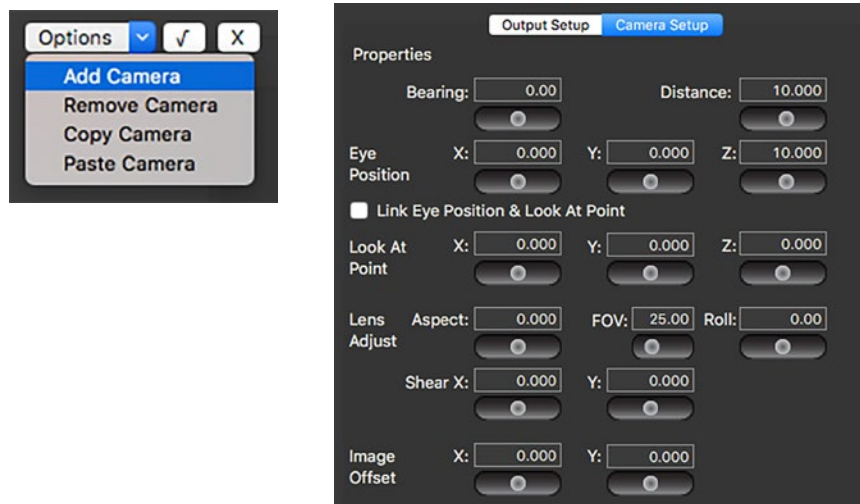 Options √ X
Add Camera
Remove Camera
Copy Camera
Paste Camera
Output Setup Camera Setup
Properties
Bearing: 0.00 Distance: 10.000
Eye Position X: 0.000 Y: 0.000 Z: 10.000
Link Eye Position & Look At Point
Look At Point X: 0.000 Y: 0.000 Z: 0.000
Lens Adjust Aspect: 0.000 FOV: 25.00 Roll: 0.00
Shear X: 0.000 Y: 0.000
Image Offset X: 0.000 Y: 0.000